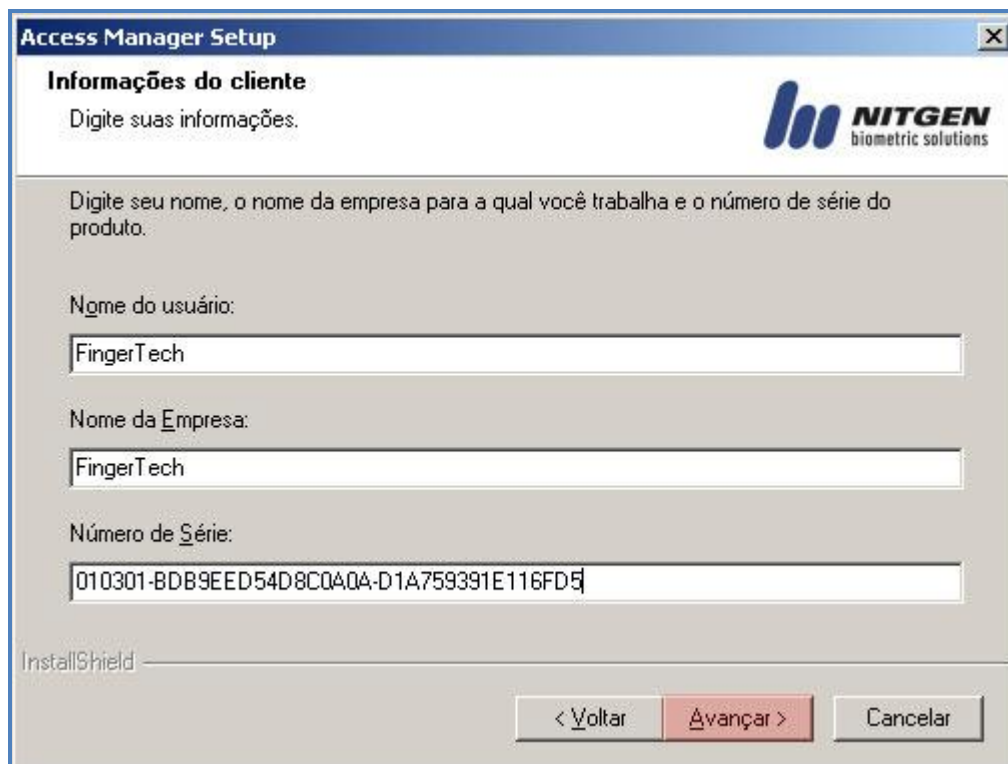 Access Manager Setup
Informações do cliente
Digite suas informações.
NITGEN
biometric solutions
Digite seu nome, o nome da empresa para a qual você trabalha e o número de série do
produto.
Nome do usuário:
FingerTech
Nome da Empresa:
FingerTech
Número de Série:
010301-BDB9EED54D8C0A0A-D1A759391E116FD5
InstallShield
< Voltar Avançar > Cancelar